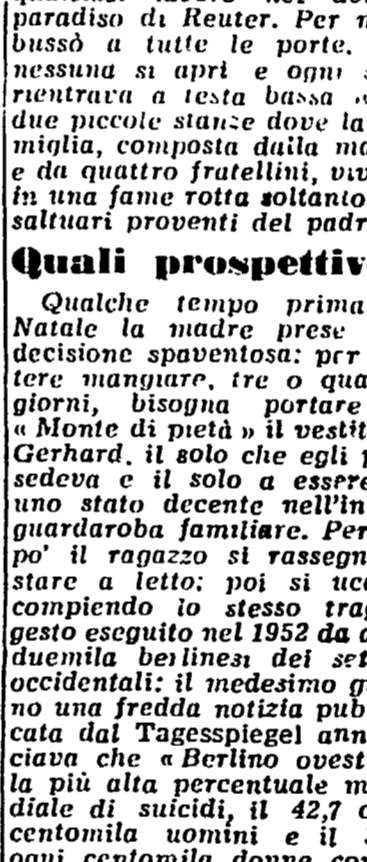 paradiso di Reuter. Per
bussò a tutte le porte.
nessuna si aprì e ogni
rientrava a testa bassa
due piccole stanze dove la
miglia, composta dalla ma
e da quattro fratellini, viv
in una fame rotta soltanto
saltuari proventi del padr
Quali prospettiv
Qualche tempo prima
Natale la madre prese
decisione spaventosa: per
tere mangiare, tre o qua
giorni, bisogna portare
« Monte di pietà » il vestit
Gerhard, il solo che egli p
sedeva e il solo a essere
uno stato decente nell'in
guardaroba familiare. Per
po' il ragazzo si rassegn
stare a letto; poi si ucc
compiendo lo stesso trag
gesto eseguito nel 1952 da d
duemila berlinesi dei set
occidentali: il medesimo g
no una fredda notizia pub
cata dal Tagesspiegel ann
ciava che « Berlino ovest
la più alta percentuale m
diale di suicidi, il 42,7
centomila uomini e il
ogni centomila donne